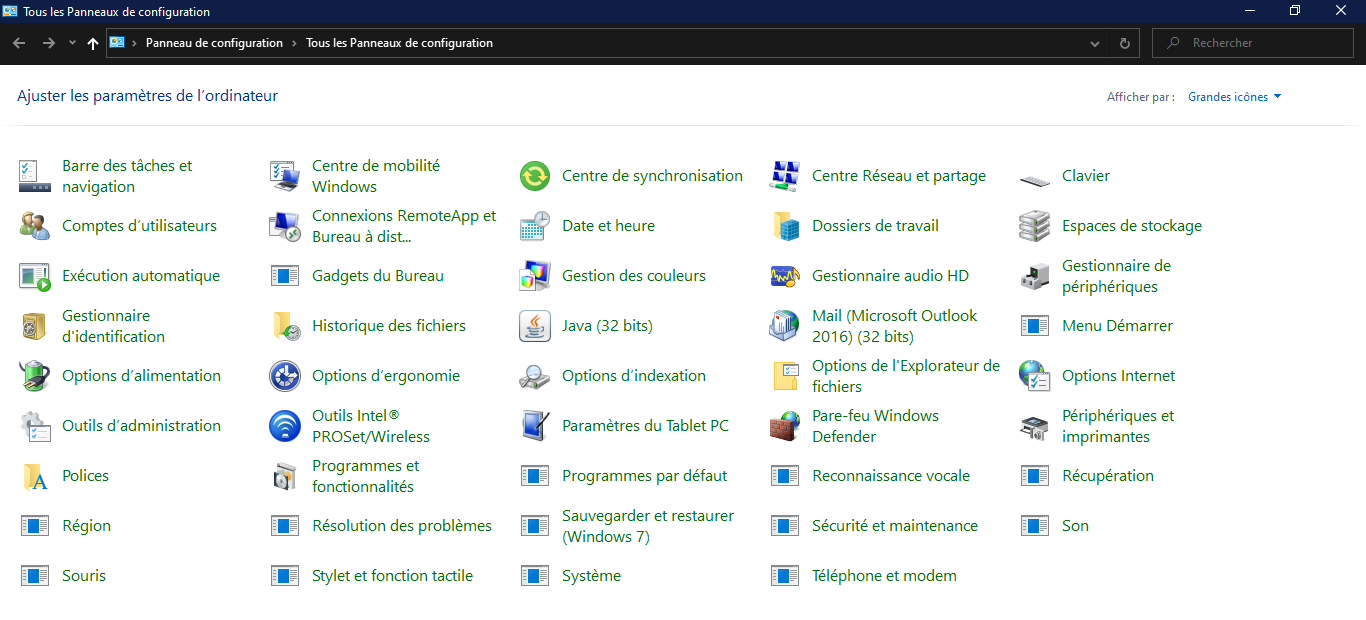 Tous les Panneaux de configuration
Panneau de configuration › Tous les Panneaux de configuration
Rechercher
Ajuster les paramètres de l’ordinateur
Afficher par : Grandes icônes
Barre des tâches et
navigation
Centre de mobilité
Windows
Centre de synchronisation
Centre Réseau et partage
Clavier
Comptes d’utilisateurs
Connexions RemoteApp et
Bureau à dist...
Date et heure
Dossiers de travail
Espaces de stockage
Exécution automatique
Gadgets du Bureau
Gestion des couleurs
Gestionnaire audio HD
Gestionnaire de
périphériques
Gestionnaire
d'identification
Historique des fichiers
Java (32 bits)
Mail (Microsoft Outlook
2016) (32 bits)
Menu Démarrer
Options d’alimentation
Options d’ergonomie
Options d’indexation
Options de l'Explorateur de
fichiers
Options Internet
Outils d’administration
Outils Intel®
PROSet/Wireless
Paramètres du Tablet PC
Pare-feu Windows
Defender
Périphériques et
imprimantes
Polices
Programmes et
fonctionnalités
Programmes par défaut
Reconnaissance vocale
Récupération
Région
Résolution des problèmes
Sauvegarder et restaurer
(Windows 7)
Sécurité et maintenance
Son
Souris
Stylet et fonction tactile
Système
Téléphone et modem